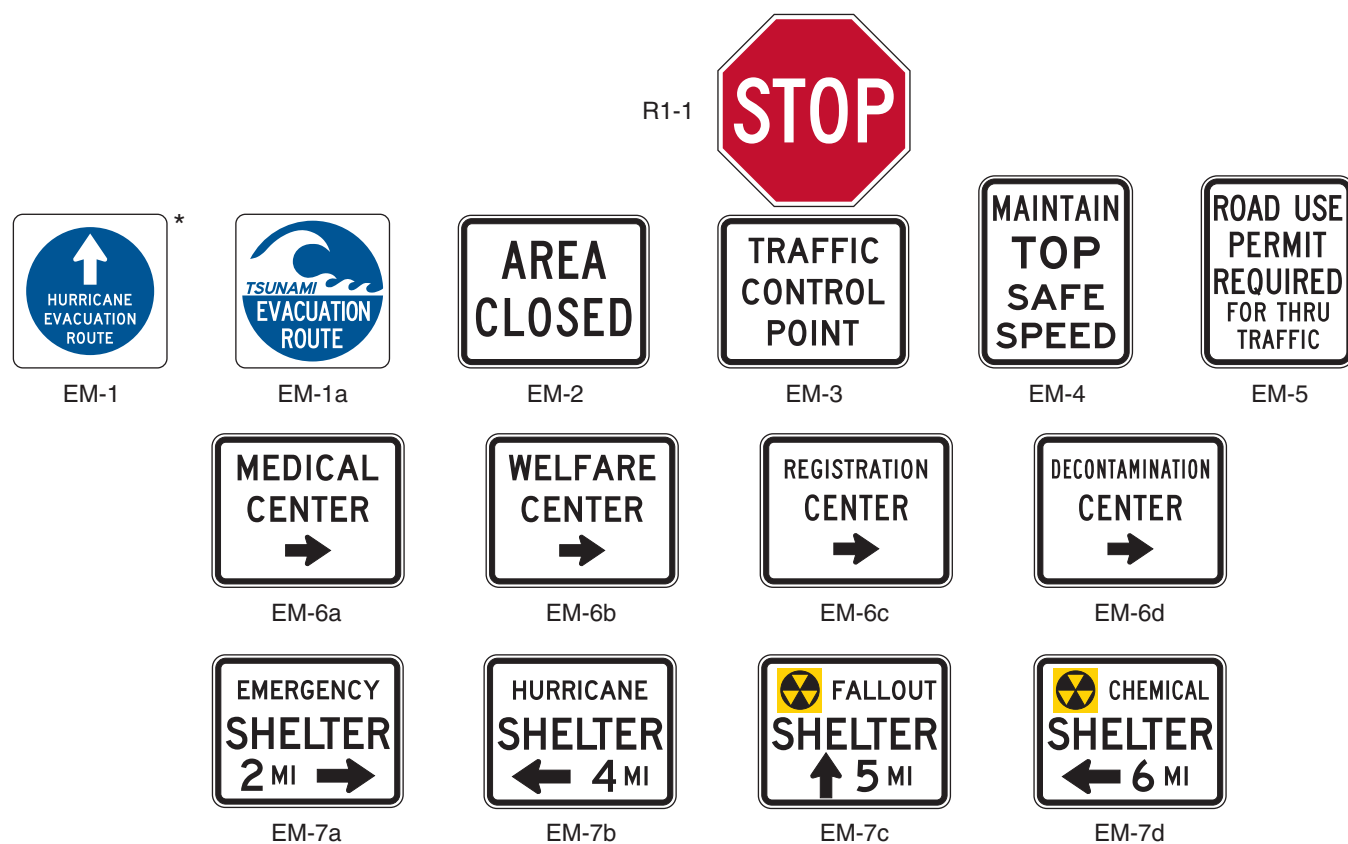 R1-1
STOP
*
HURRICANE
EVACUATION
ROUTE
EM-1
TSUNAMI
EVACUATION
ROUTE
EM-1a
AREA
CLOSED
EM-2
TRAFFIC
CONTROL
POINT
EM-3
MAINTAIN
TOP
SAFE
SPEED
EM-4
ROAD USE
PERMIT
REQUIRED
FOR THRU
TRAFFIC
EM-5
MEDICAL
CENTER
EM-6a
WELFARE
CENTER
EM-6b
REGISTRATION
CENTER
EM-6c
DECONTAMINATION
CENTER
EM-6d
EMERGENCY
SHELTER
2 MI
EM-7a
HURRICANE
SHELTER
4 MI
EM-7b
FALLOUT
SHELTER
5 MI
EM-7c
CHEMICAL
SHELTER
6 MI
EM-7d